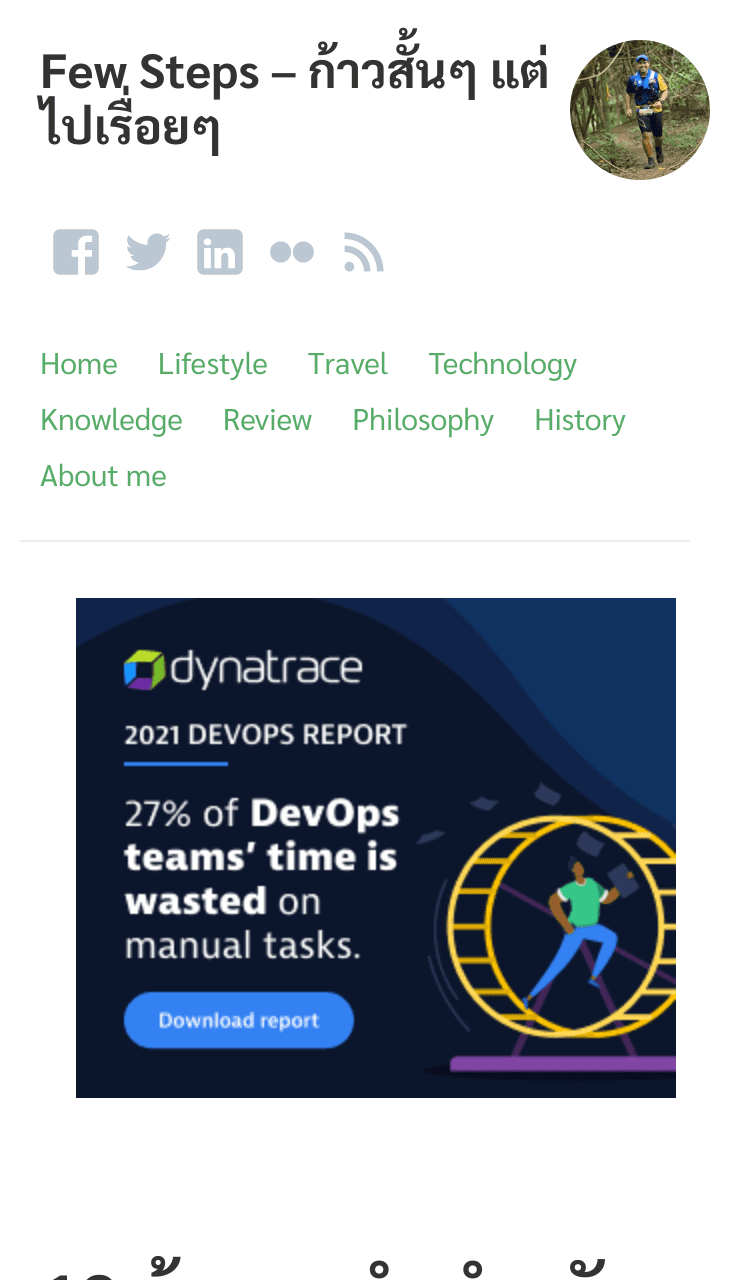 Few Steps – ก้าวสั้นๆ แต่
ไปเรื่อยๆ
Home Lifestyle Travel Technology
Knowledge Review Philosophy History
About me
dynatrace
2021 DEVOPS REPORT
27% of DevOps
teams’ time is
wasted on
manual tasks.
Download report